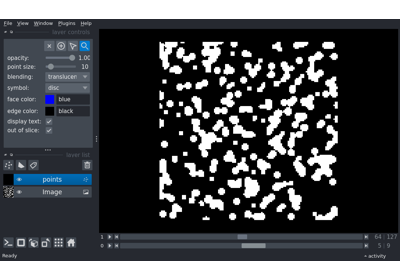 File View Window Plugins Help
layer controls
opacity: 1.00
point size: 10
blending: translucen
symbol: disc
face color: blue
edge color: black
display text:
out of slice:
layer list
points
Image
1 64 127
0 5 9
Ready activity